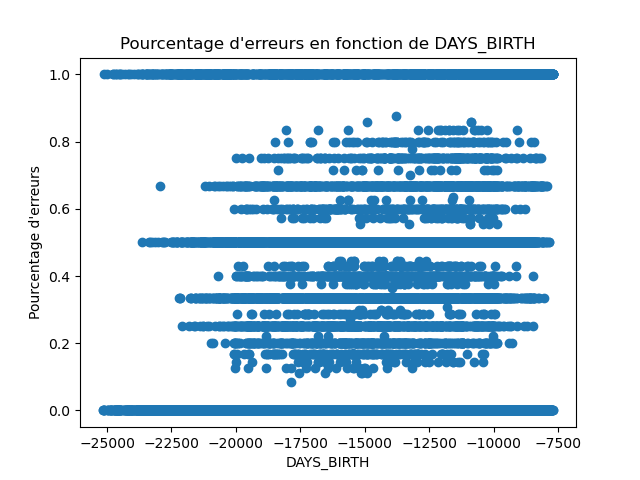 Pourcentage d'erreurs en fonction de DAYS_BIRTH
1.0
0.8
0.6
0.4
0.2
0.0
Pourcentage d'erreurs
−25000 −22500 −20000 −17500 −15000 −12500 −10000 −7500
DAYS_BIRTH